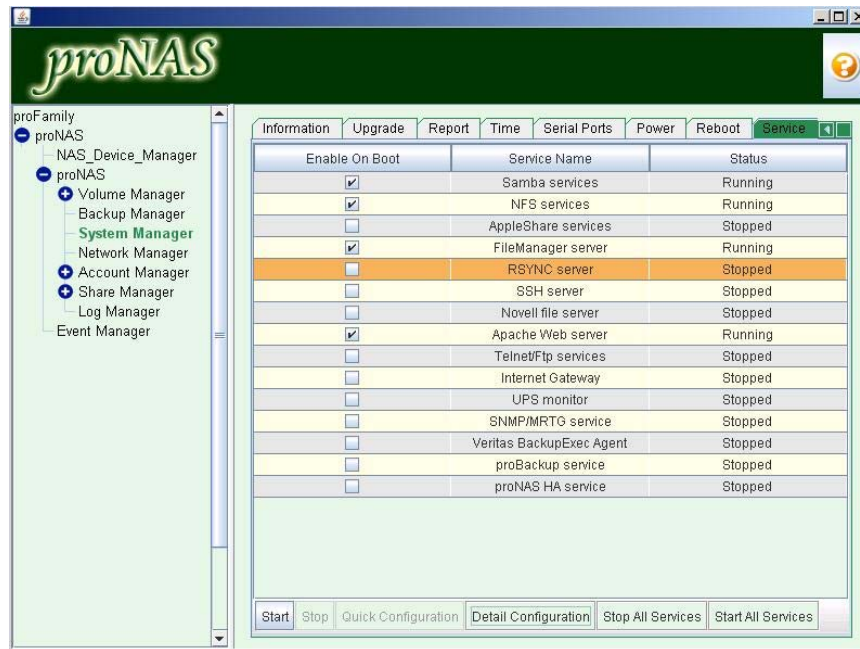 proNAS
proFamily
proNAS
NAS_Device_Manager
proNAS
Volume Manager
Backup Manager
System Manager
Network Manager
Account Manager
Share Manager
Log Manager
Event Manager
Information Upgrade Report Time Serial Ports Power Reboot Service
Enable On Boot Service Name Status
Samba services Running
NFS services Running
AppleShare services Stopped
FileManager server Running
RSYNC server Stopped
SSH server Stopped
Novell file server Stopped
Apache Web server Running
Telnet/Ftp services Stopped
Internet Gateway Stopped
UPS monitor Stopped
SNMP/MRTG service Stopped
Veritas BackupExec Agent Stopped
proBackup service Stopped
proNAS HA service Stopped
Start Stop Quick Configuration Detail Configuration Stop All Services Start All Services